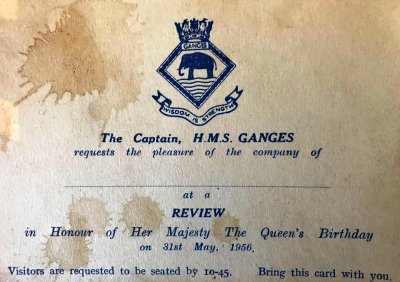 GANGES
WISDOM IS STRENGTH
The Captain, H.M.S. GANGES
requests the pleasure of the company of
at a
REVIEW
in Honour of Her Majesty The Queen's Birthday
on 31st May, 1956.
Visitors are requested to be seated by 10-45. Bring this card with you.